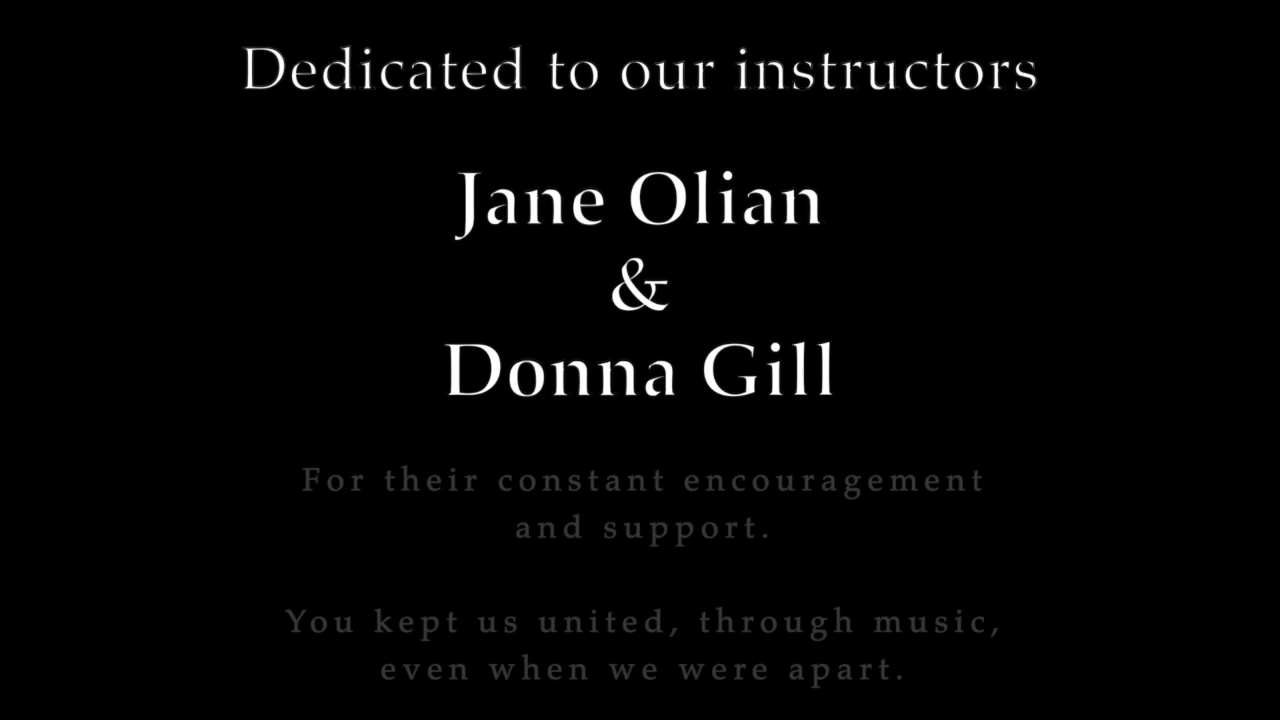 Dedicated to our instructors
Jane Olian
&
Donna Gill
For their constant encouragement
and support.
You kept us united, through music,
even when we were apart.